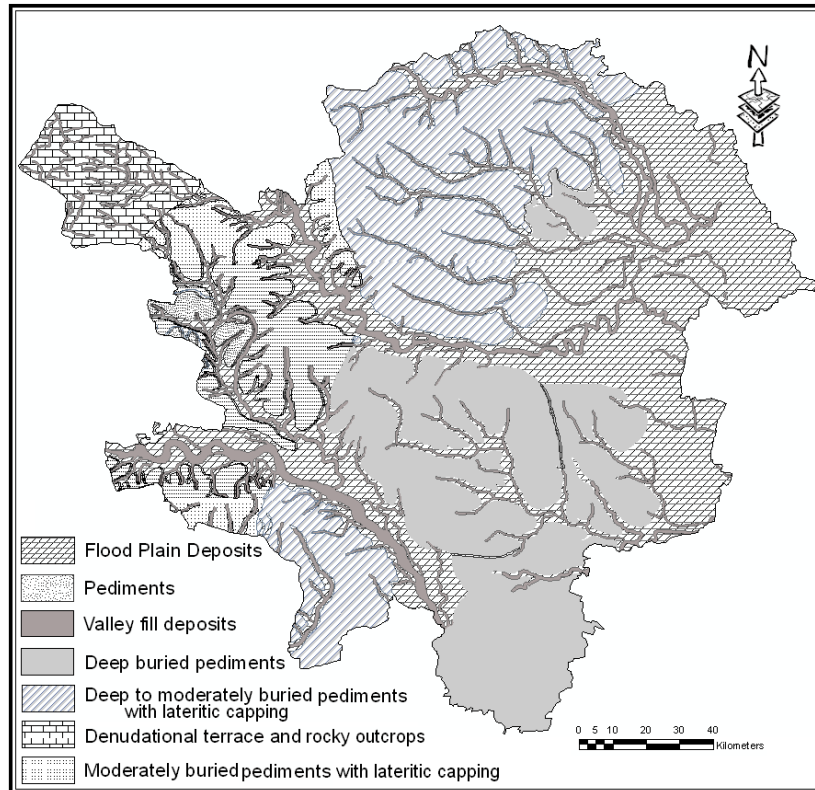 N
Flood Plain Deposits
Pediments
Valley fill deposits
Deep buried pediments
Deep to moderately buried pediments
with lateritic capping
Denudational terrace and rocky outcrops
Moderately buried pediments with lateritic capping
0 5 10 20 30 40
Kilometers